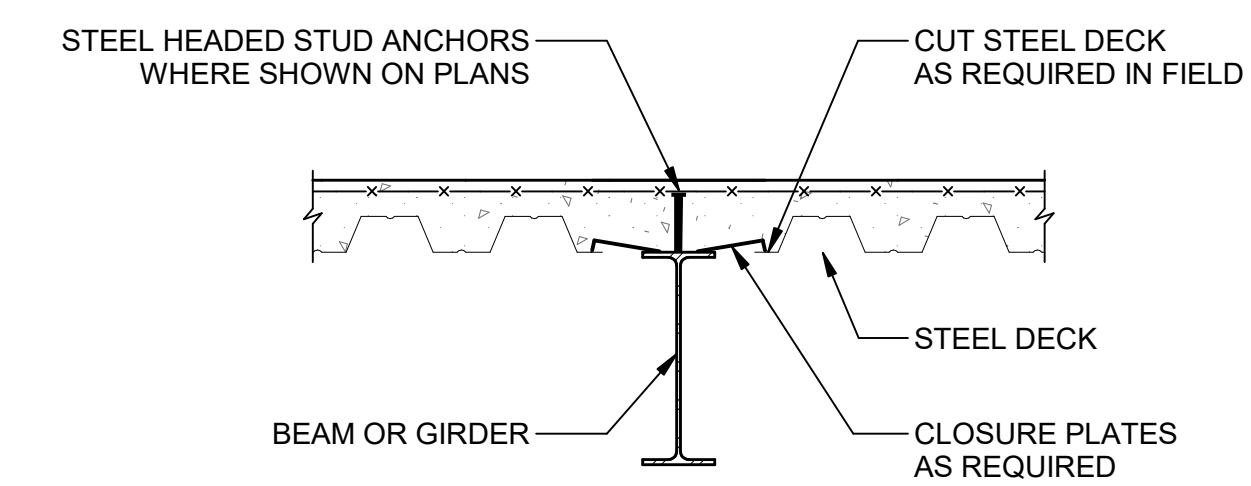 STEEL HEADED STUD ANCHORS
WHERE SHOWN ON PLANS
CUT STEEL DECK
AS REQUIRED IN FIELD
STEEL DECK
BEAM OR GIRDER
CLOSURE PLATES
AS REQUIRED